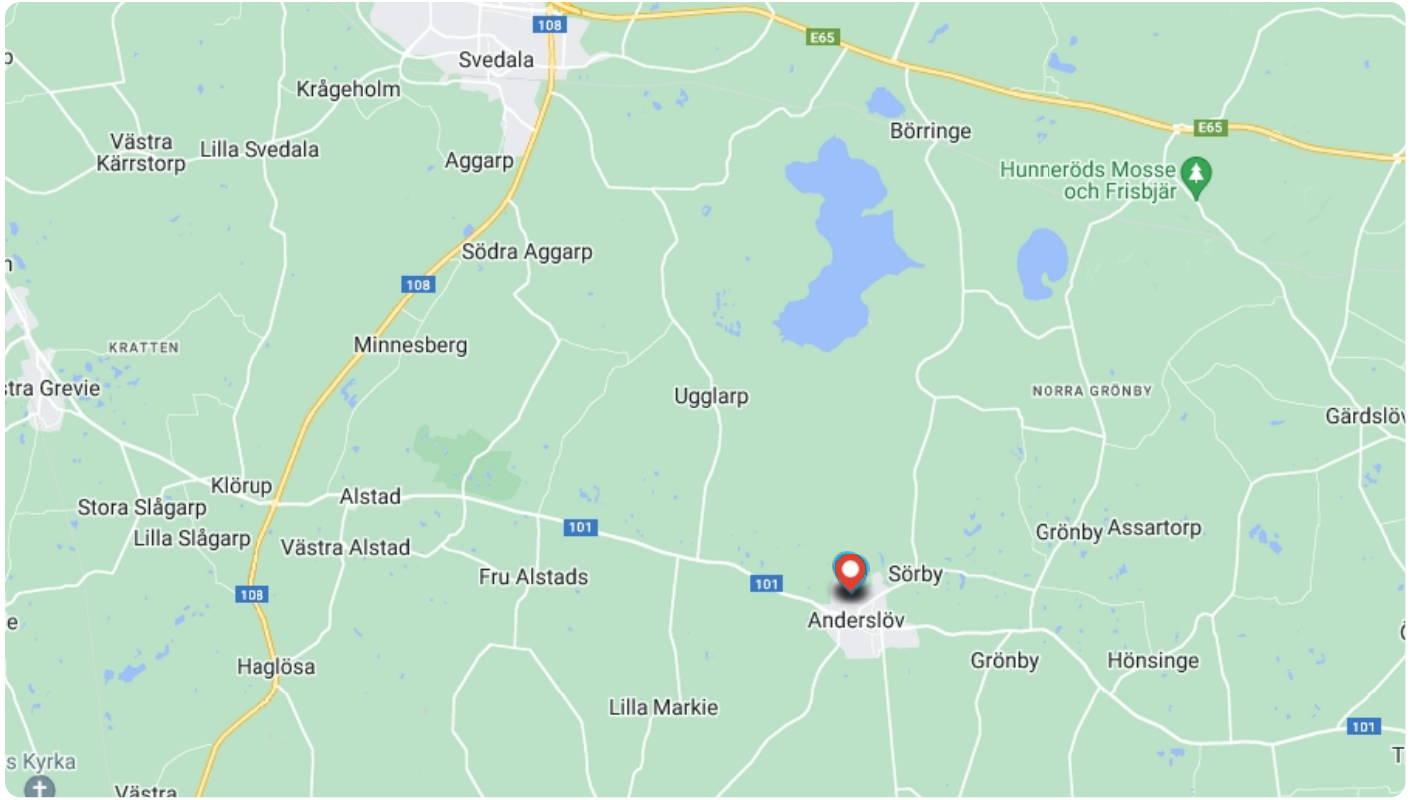 108
E65
Svedala
Krågeholm
Börringe
E65
Västra
Kärrstorp
Lilla Svedala
Aggarp
Hunneröds Mosse
och Frisbjär
Södra Aggarp
108
KRATTEN
Minnesberg
stra Grevie
Ugglarp
NORRA GRÖNBY
Gärdslöv
Klörup
Alstad
Stora Slågarp
Lilla Slågarp
Västra Alstad
101
Grönby
Assartorp
Fru Alstads
101
Sörby
108
Anderslöv
e
Haglösa
Grönby
Hönsinge
Lilla Markie
101
s Kyrka
T
Västra